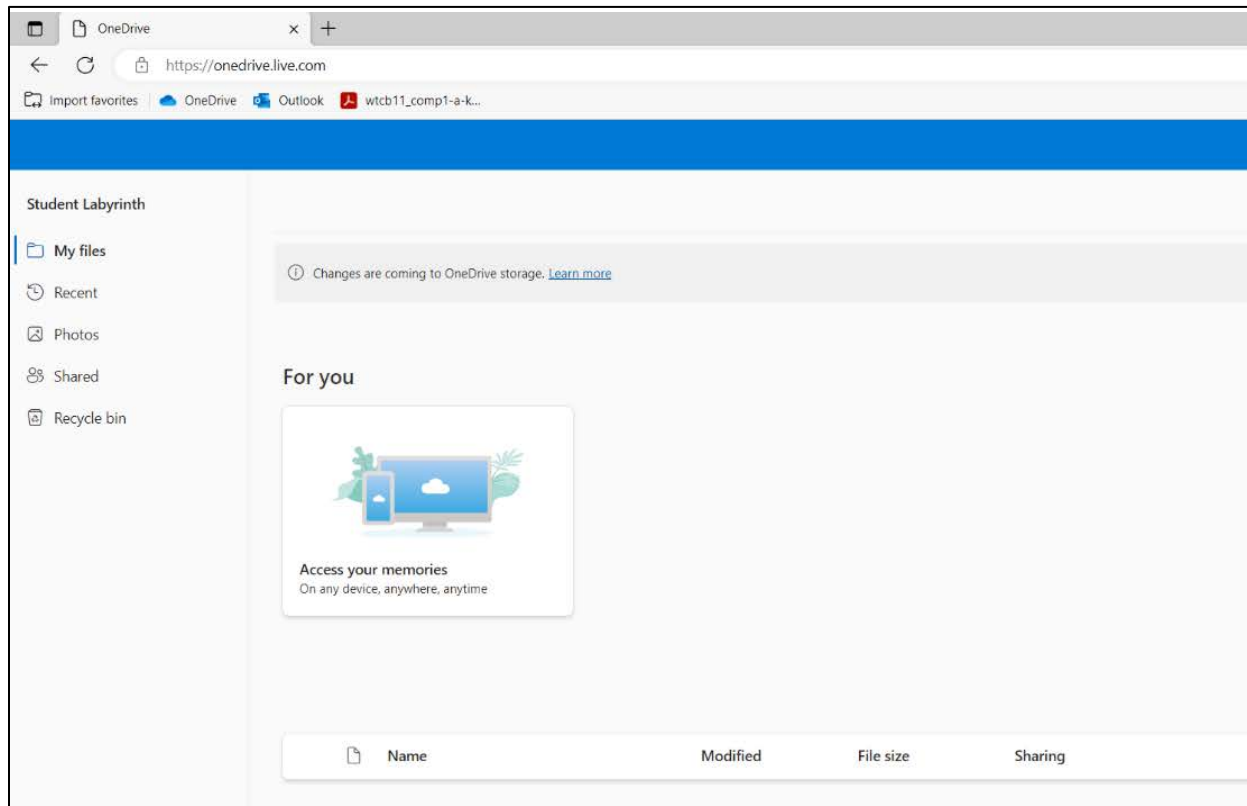 OneDrive
https://onedrive.live.com
Import favorites OneDrive Outlook wtcb11_comp1-a-k...
Student Labyrinth
My files
Recent
Photos
Shared
Recycle bin
Changes are coming to OneDrive storage. Learn more
For you
Access your memories
On any device, anywhere, anytime
Name Modified File size Sharing